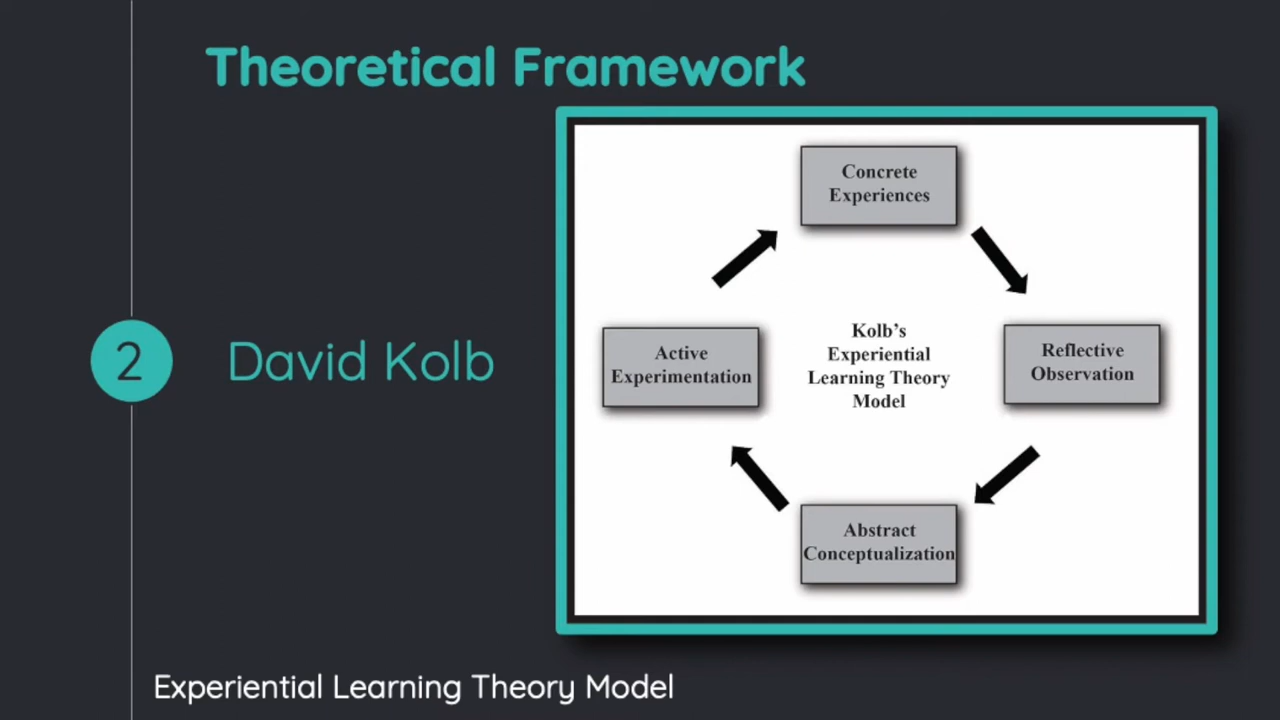 Theoretical Framework
2
David Kolb
Concrete
Experiences
Reflective
Observation
Abstract
Conceptualization
Active
Experimentation
Kolb’s
Experiential
Learning Theory
Model
Experiential Learning Theory Model